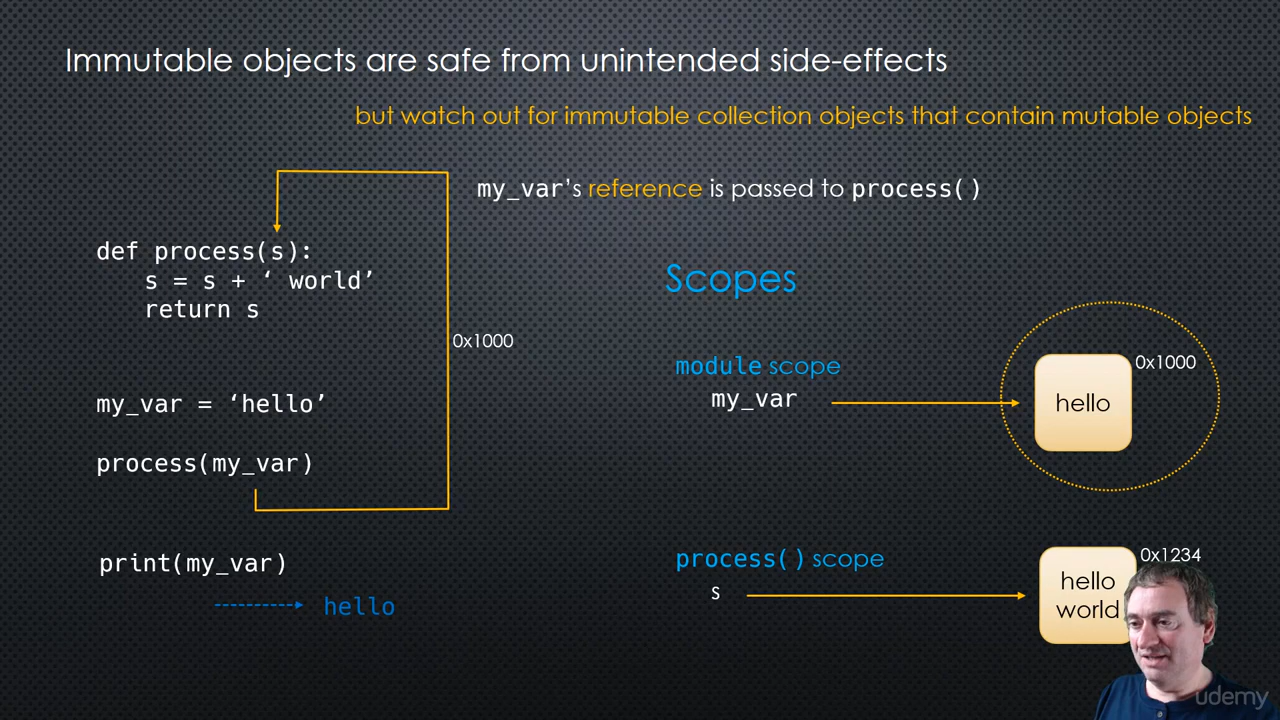 Immutable objects are safe from unintended side-effects
but watch out for immutable collection objects that contain mutable objects
my_var’s reference is passed to process()
def process(s):
s = s + ‘ world’
return s
0x1000
my_var = ‘hello’
process(my_var)
print(my_var)
hello
Scopes
module scope
my_var
0x1000
hello
process() scope
s
0x1234
hello
world
udemy